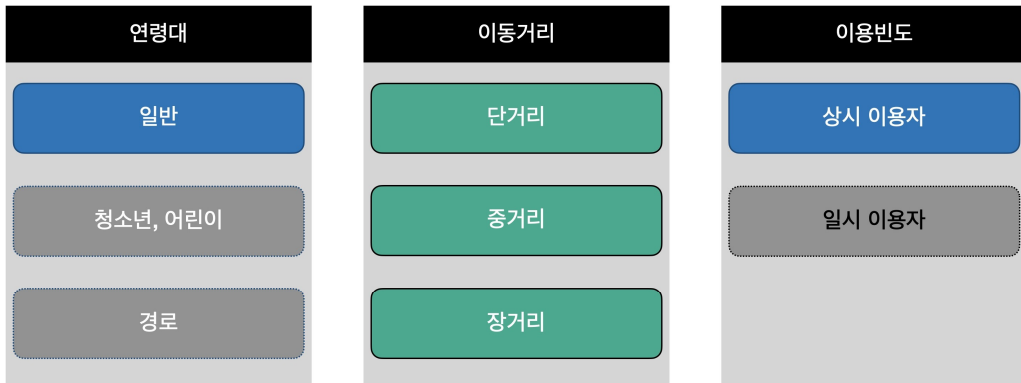 연령대
일반
청소년, 어린이
경로
이동거리
단거리
중거리
장거리
이용빈도
상시 이용자
일시 이용자